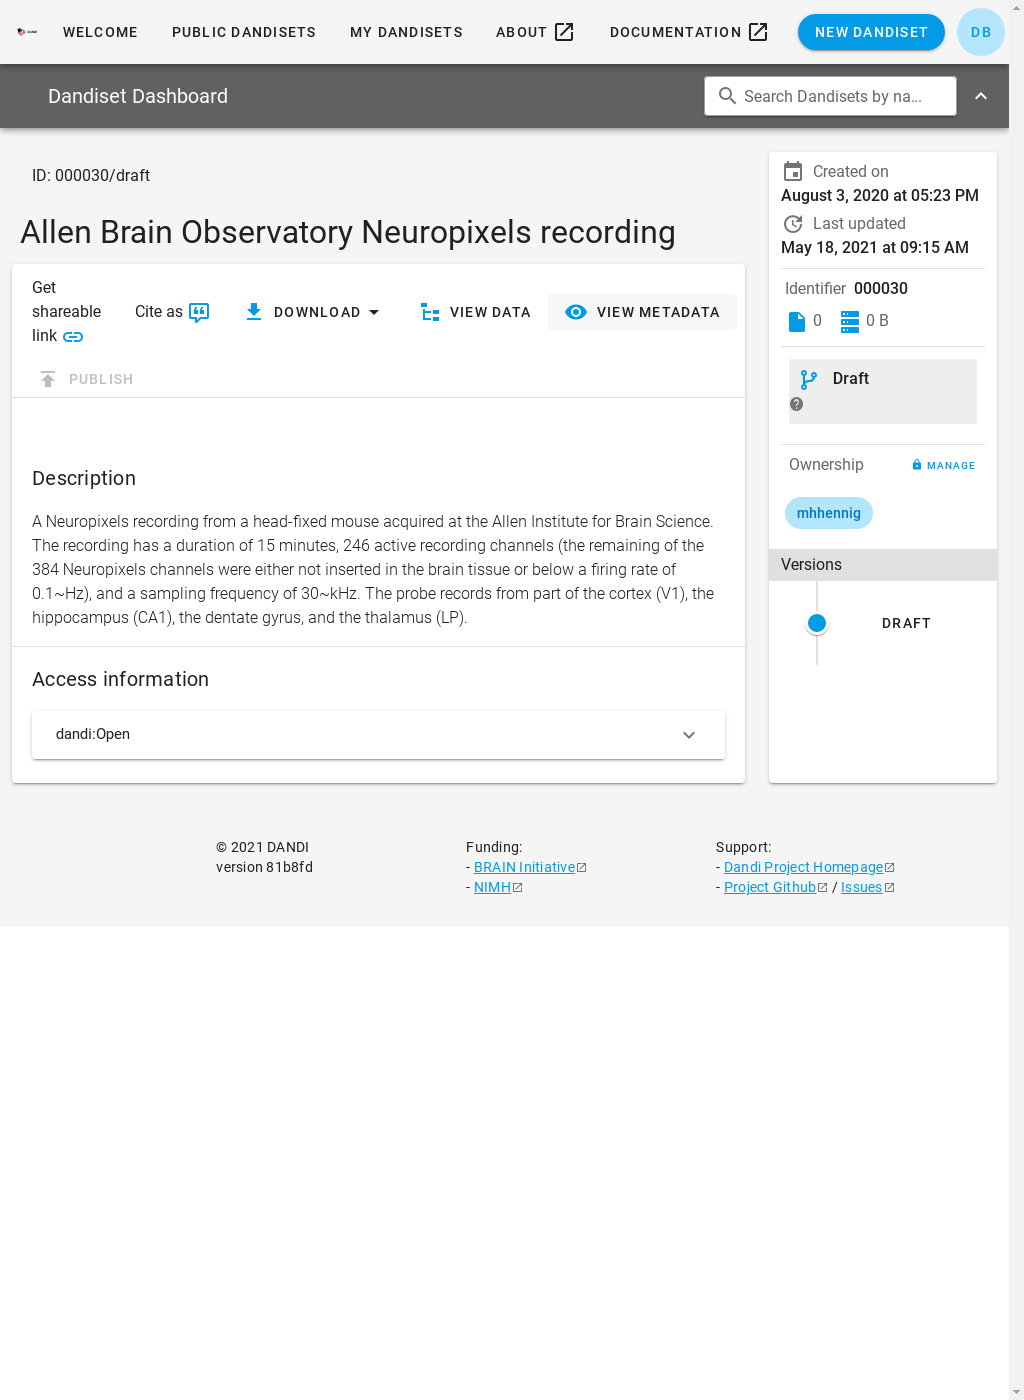 WELCOME PUBLIC DANDISETS MY DANDISETS ABOUT DOCUMENTATION NEW DANDISET DB
Dandiset Dashboard Search Dandisets by na...
ID: 000030/draft
Allen Brain Observatory Neuropixels recording
Get
shareable
link
Cite as
DOWNLOAD
VIEW DATA
VIEW METADATA
PUBLISH
Description
A Neuropixels recording from a head-fixed mouse acquired at the Allen Institute for Brain Science.
The recording has a duration of 15 minutes, 246 active recording channels (the remaining of the
384 Neuropixels channels were either not inserted in the brain tissue or below a firing rate of
0.1~Hz), and a sampling frequency of 30~kHz. The probe records from part of the cortex (V1), the
hippocampus (CA1), the dentate gyrus, and the thalamus (LP).
Access information
dandi:Open
Created on
August 3, 2020 at 05:23 PM
Last updated
May 18, 2021 at 09:15 AM
Identifier 000030
0 0 B
Draft
Ownership MANAGE
mhhennig
Versions
DRAFT
© 2021 DANDI
version 81b8fd
Funding:
- BRAIN Initiative
- NIMH
Support:
- Dandi Project Homepage
- Project Github / Issues